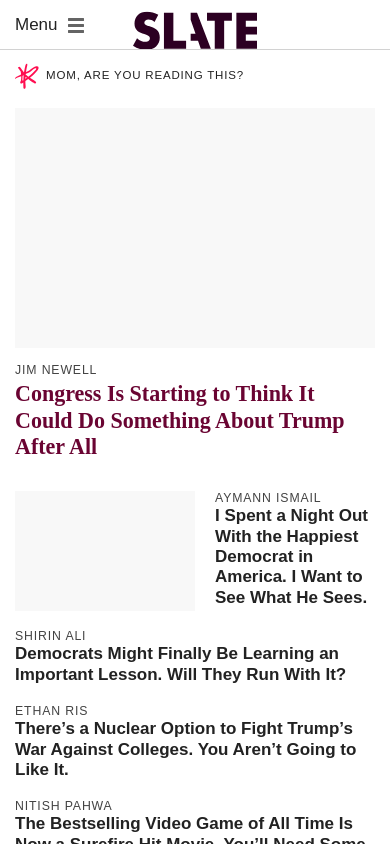 Menu
SLATE
MOM, ARE YOU READING THIS?
JIM NEWELL
Congress Is Starting to Think It
Could Do Something About Trump
After All
AYMANN ISMAIL
I Spent a Night Out
With the Happiest
Democrat in
America. I Want to
See What He Sees.
SHIRIN ALI
Democrats Might Finally Be Learning an
Important Lesson. Will They Run With It?
ETHAN RIS
There’s a Nuclear Option to Fight Trump’s
War Against Colleges. You Aren’t Going to
Like It.
NITISH PAHWA
The Bestselling Video Game of All Time Is
Now a Surefire Hit Movie. You’ll Need Some